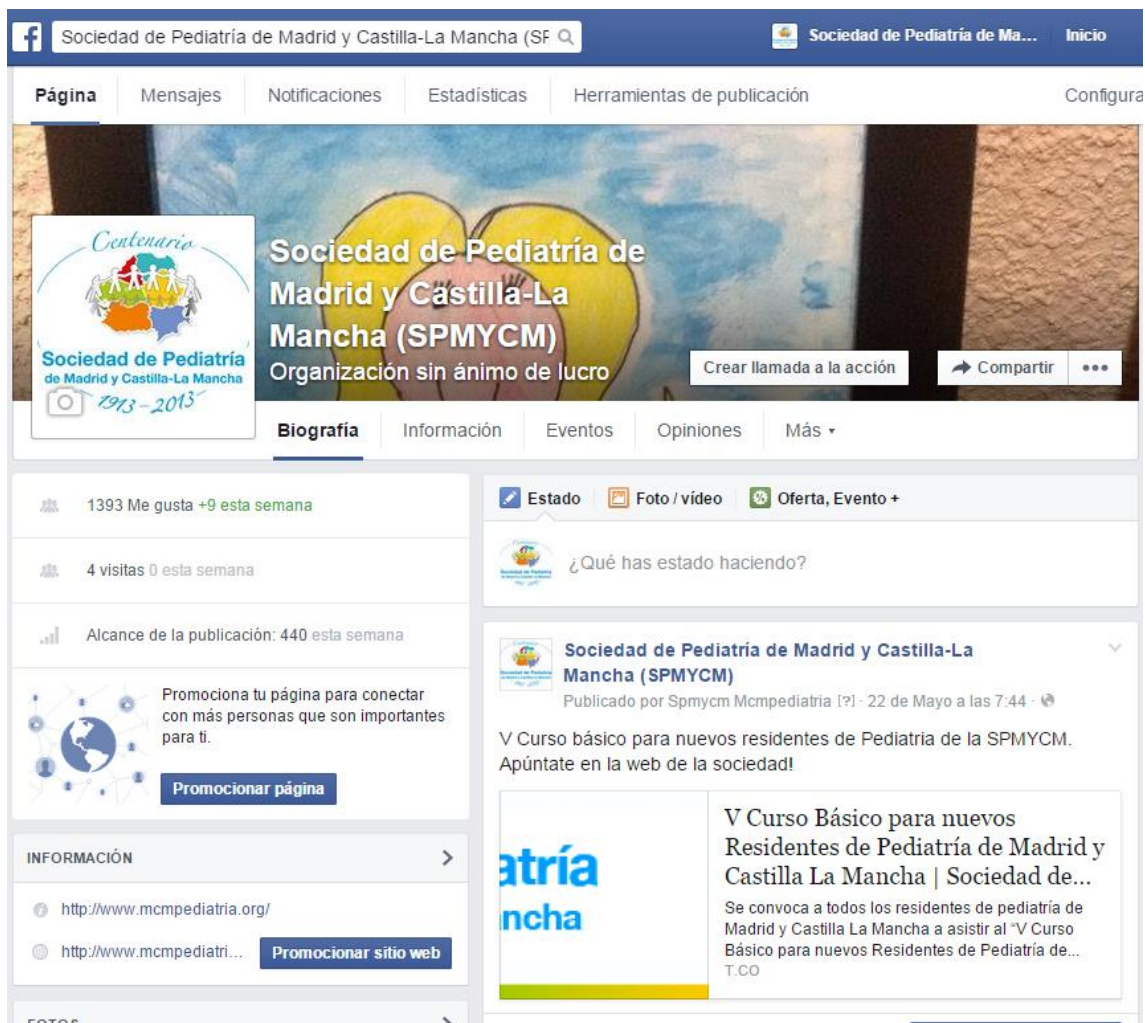 Sociedad de Pediatría de Madrid y Castilla-La Mancha (SF
Sociedad de Pediatría de Ma...
Inicio
Página
Mensajes
Notificaciones
Estadísticas
Herramientas de publicación
Configura
Centenario
Sociedad de Pediatría
de Madrid y Castilla-La Mancha
1913-2013
Sociedad de Pediatría de
Madrid y Castilla-La
Mancha (SPMYCM)
Organización sin ánimo de lucro
Crear llamada a la acción
Compartir
Biografía
Información
Eventos
Opiniones
Más
1393 Me gusta +9 esta semana
4 visitas 0 esta semana
Alcance de la publicación: 440 esta semana
Promociona tu página para conectar
con más personas que son importantes
para ti.
Promocionar página
INFORMACIÓN
http://www.mcmpediatria.org/
http://www.mcmpediatri...
Promocionar sitio web
FOTOS
Estado
Foto / vídeo
Oferta, Evento +
¿Qué has estado haciendo?
Sociedad de Pediatría de Madrid y Castilla-La
Mancha (SPMYCM)
Publicado por Spmycm Mcmpediatria [?] · 22 de Mayo a las 7:44 ·
V Curso básico para nuevos residentes de Pediatria de la SPMYCM.
Apúntate en la web de la sociedad!
atría
ncha
V Curso Básico para nuevos
Residentes de Pediatría de Madrid y
Castilla La Mancha | Sociedad de...
Se convoca a todos los residentes de pediatría de
Madrid y Castilla La Mancha a asistir al “V Curso
Básico para nuevos Residentes de Pediatría de...
T.CO